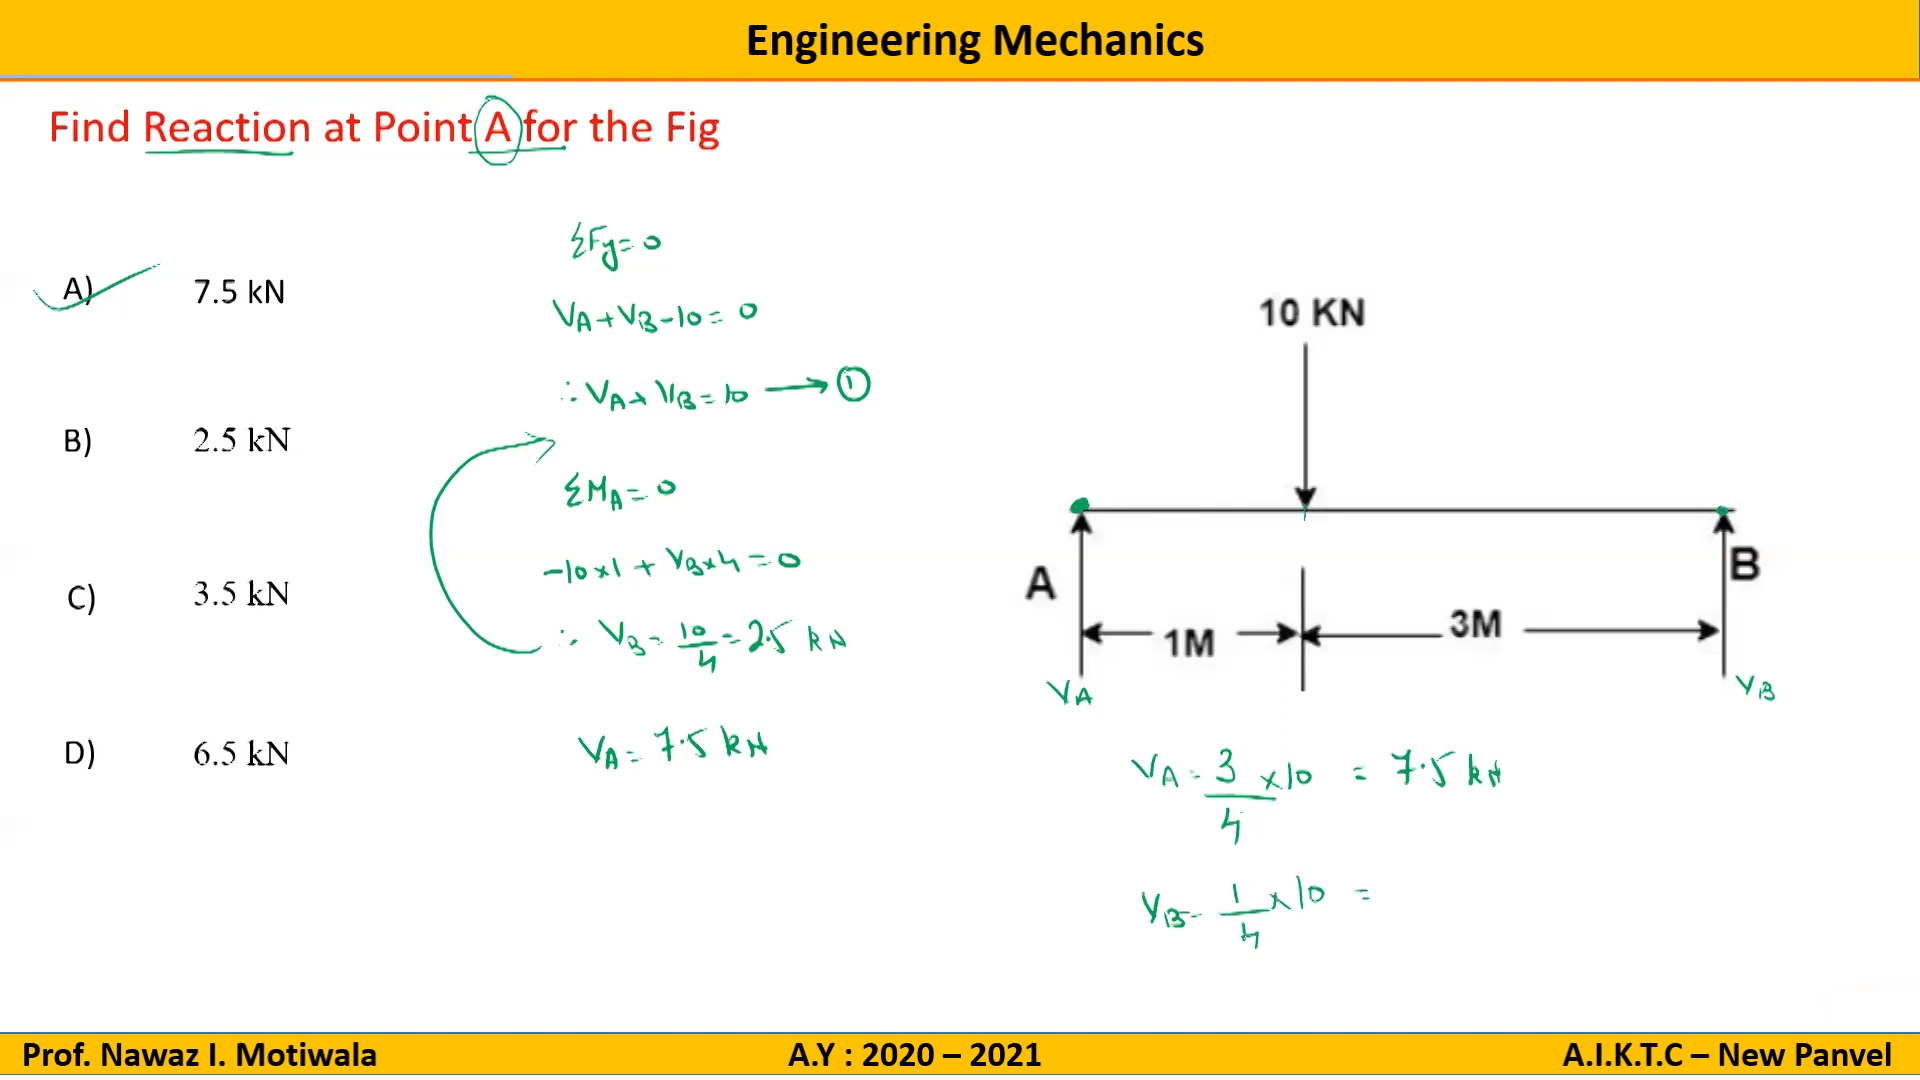 Engineering Mechanics
Find Reaction at Point A for the Fig
A) 7.5 kN
B) 2.5 kN
C) 3.5 kN
D) 6.5 kN
ΣFy = 0
VA + VB - 10 = 0
∴ VA + VB = 10 → ①
ΣMA = 0
-10×1 + VB×4 = 0
∴ VB = 10/4 = 2.5 kN
VA = 7.5 kN
10 KN
A
B
1M
3M
VA
VB
VA = 3/4 ×10 = 7.5 kN
VB = 1/4 ×10 =
Prof. Nawaz I. Motiwala
A.Y : 2020 – 2021
A.I.K.T.C – New Panvel